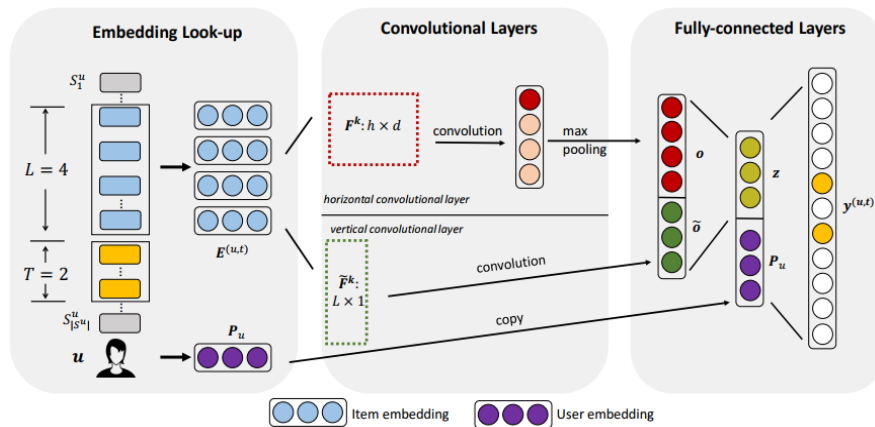 Embedding Look-up
Convolutional Layers
Fully-connected Layers
S₁ᵘ
L = 4
T = 2
Sᵘ|Sᵘ|
u
E⁽ᵘ,ᵗ⁾
Pᵤ
Fᵏ: h × d
convolution
max
pooling
horizontal convolutional layer
vertical convolutional layer
F̃ᵏ:
L × 1
convolution
copy
o
õ
z
Pᵤ
y⁽ᵘ,ᵗ⁾
Item embedding
User embedding